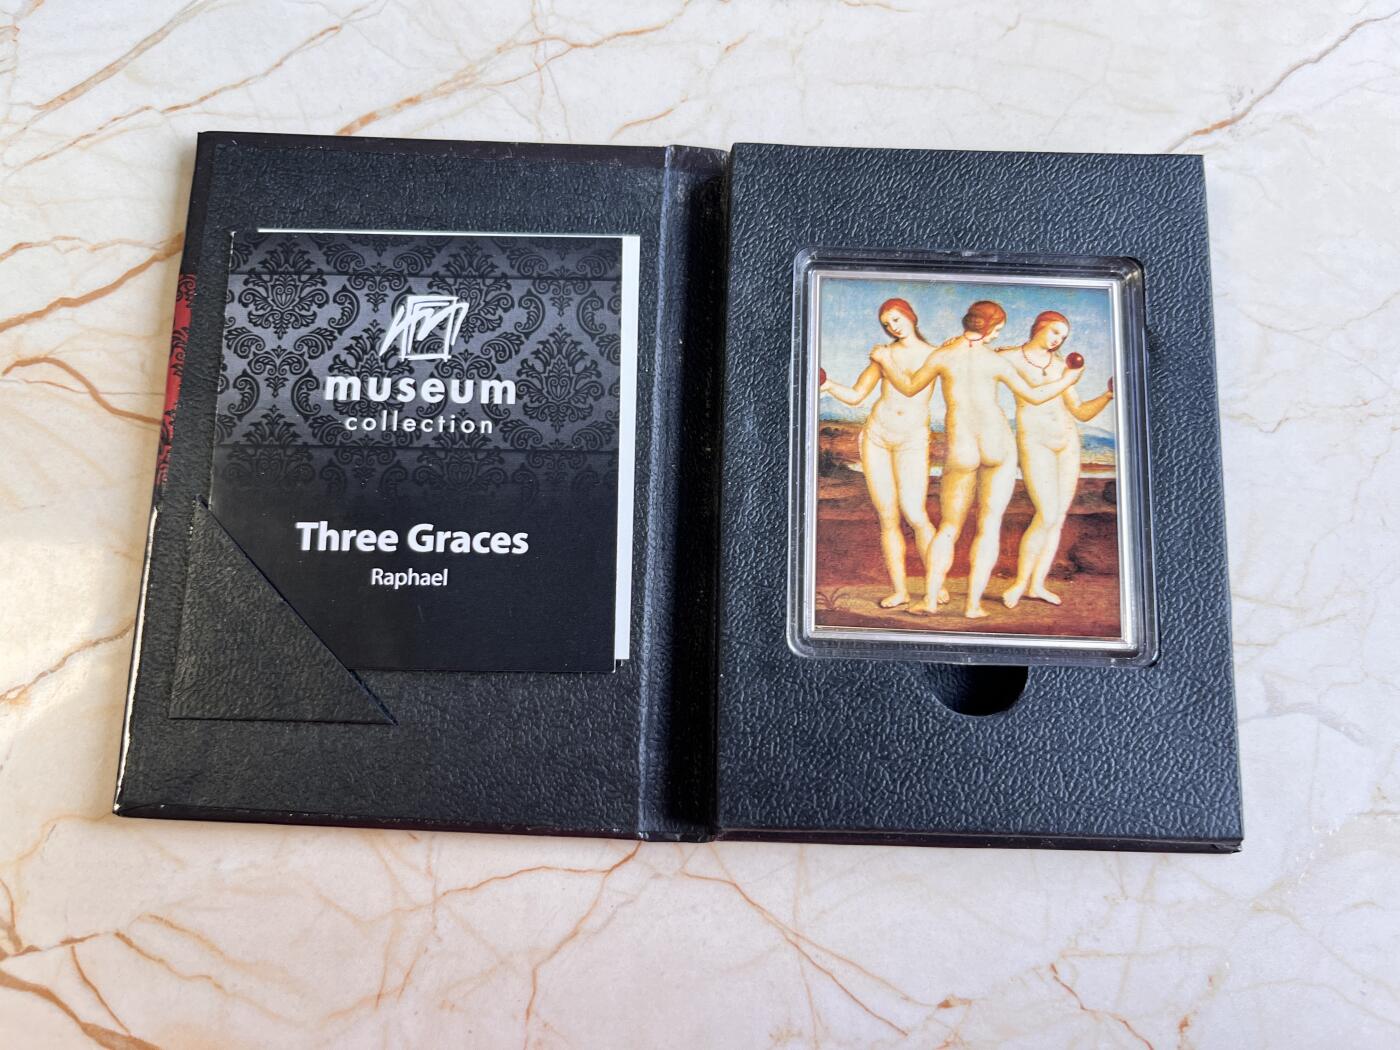 museum
collection
Three Graces
Raphael